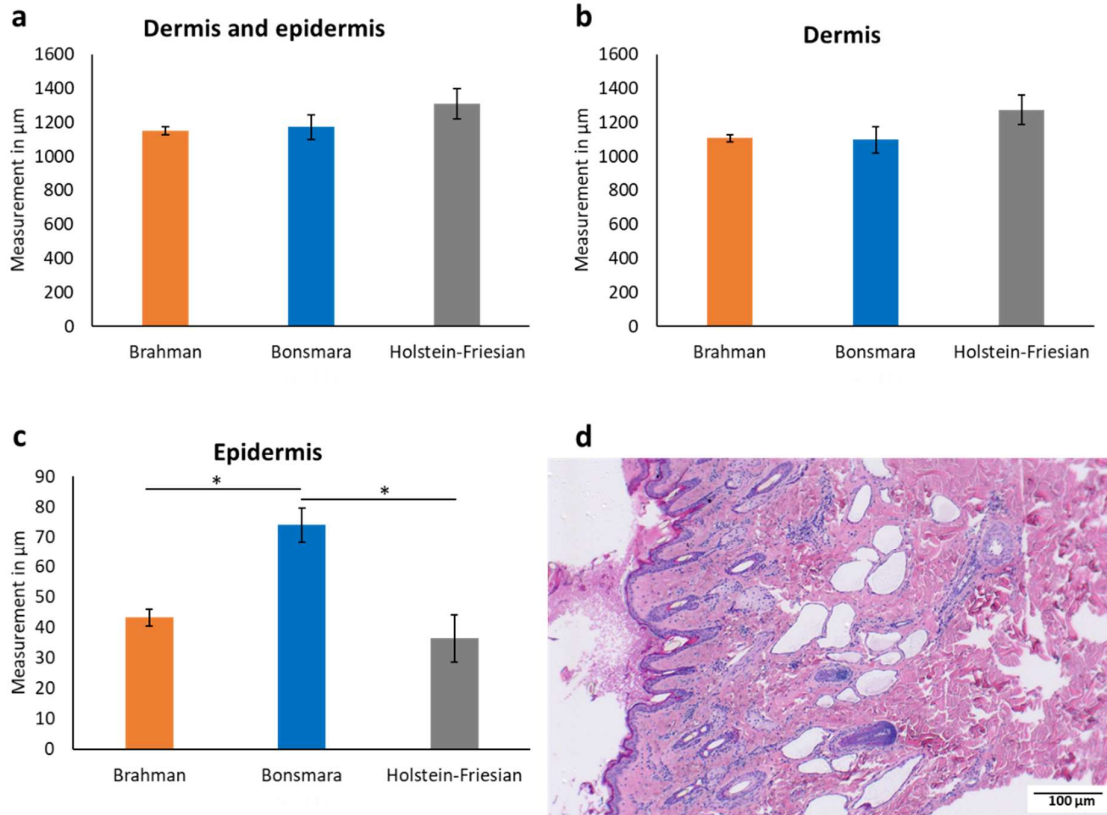 a
Dermis and epidermis
Measurement in µm
1600
1400
1200
1000
800
600
400
200
0
Brahman Bonsmara Holstein-Friesian
b
Dermis
Measurement in µm
1600
1400
1200
1000
800
600
400
200
0
Brahman Bonsmara Holstein-Friesian
c
Epidermis
Measurement in µm
90
80
70
60
50
40
30
20
10
0
* *
Brahman Bonsmara Holstein-Friesian
d
100 µm